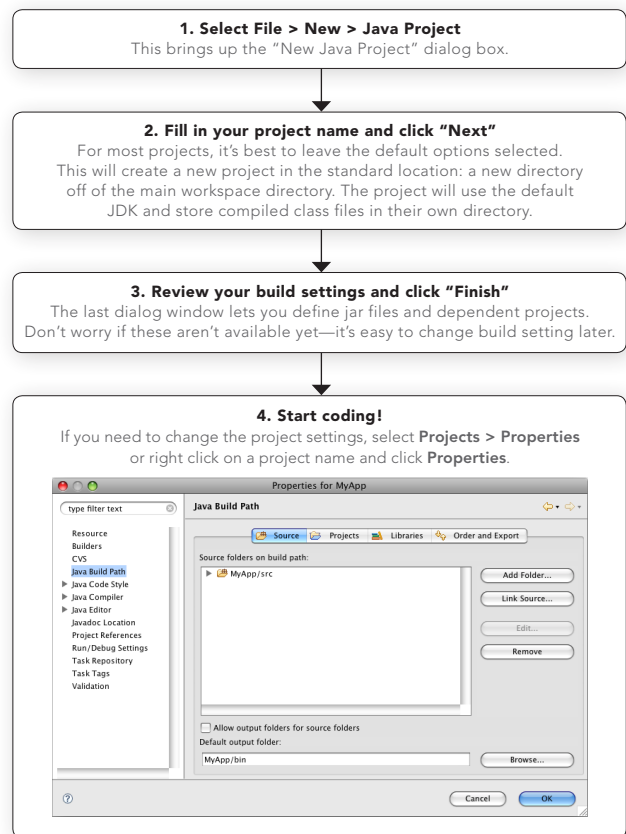 1. Select File > New > Java Project
This brings up the “New Java Project” dialog box.
2. Fill in your project name and click “Next”
For most projects, it’s best to leave the default options selected.
This will create a new project in the standard location: a new directory
off of the main workspace directory. The project will use the default
JDK and store compiled class files in their own directory.
3. Review your build settings and click “Finish”
The last dialog window lets you define jar files and dependent projects.
Don’t worry if these aren’t available yet—it’s easy to change build setting later.
4. Start coding!
If you need to change the project settings, select Projects > Properties
or right click on a project name and click Properties.
Properties for MyApp
type filter text
Java Build Path
Resource
Builders
CVS
Java Build Path
Java Code Style
Java Compiler
Java Editor
Javadoc Location
Project References
Run/Debug Settings
Task Repository
Task Tags
Validation
Source Projects Libraries Order and Export
Source folders on build path:
MyApp/src
Add Folder...
Link Source...
Edit...
Remove
Allow output folders for source folders
Default output folder:
MyApp/bin
Browse...
?
Cancel
OK